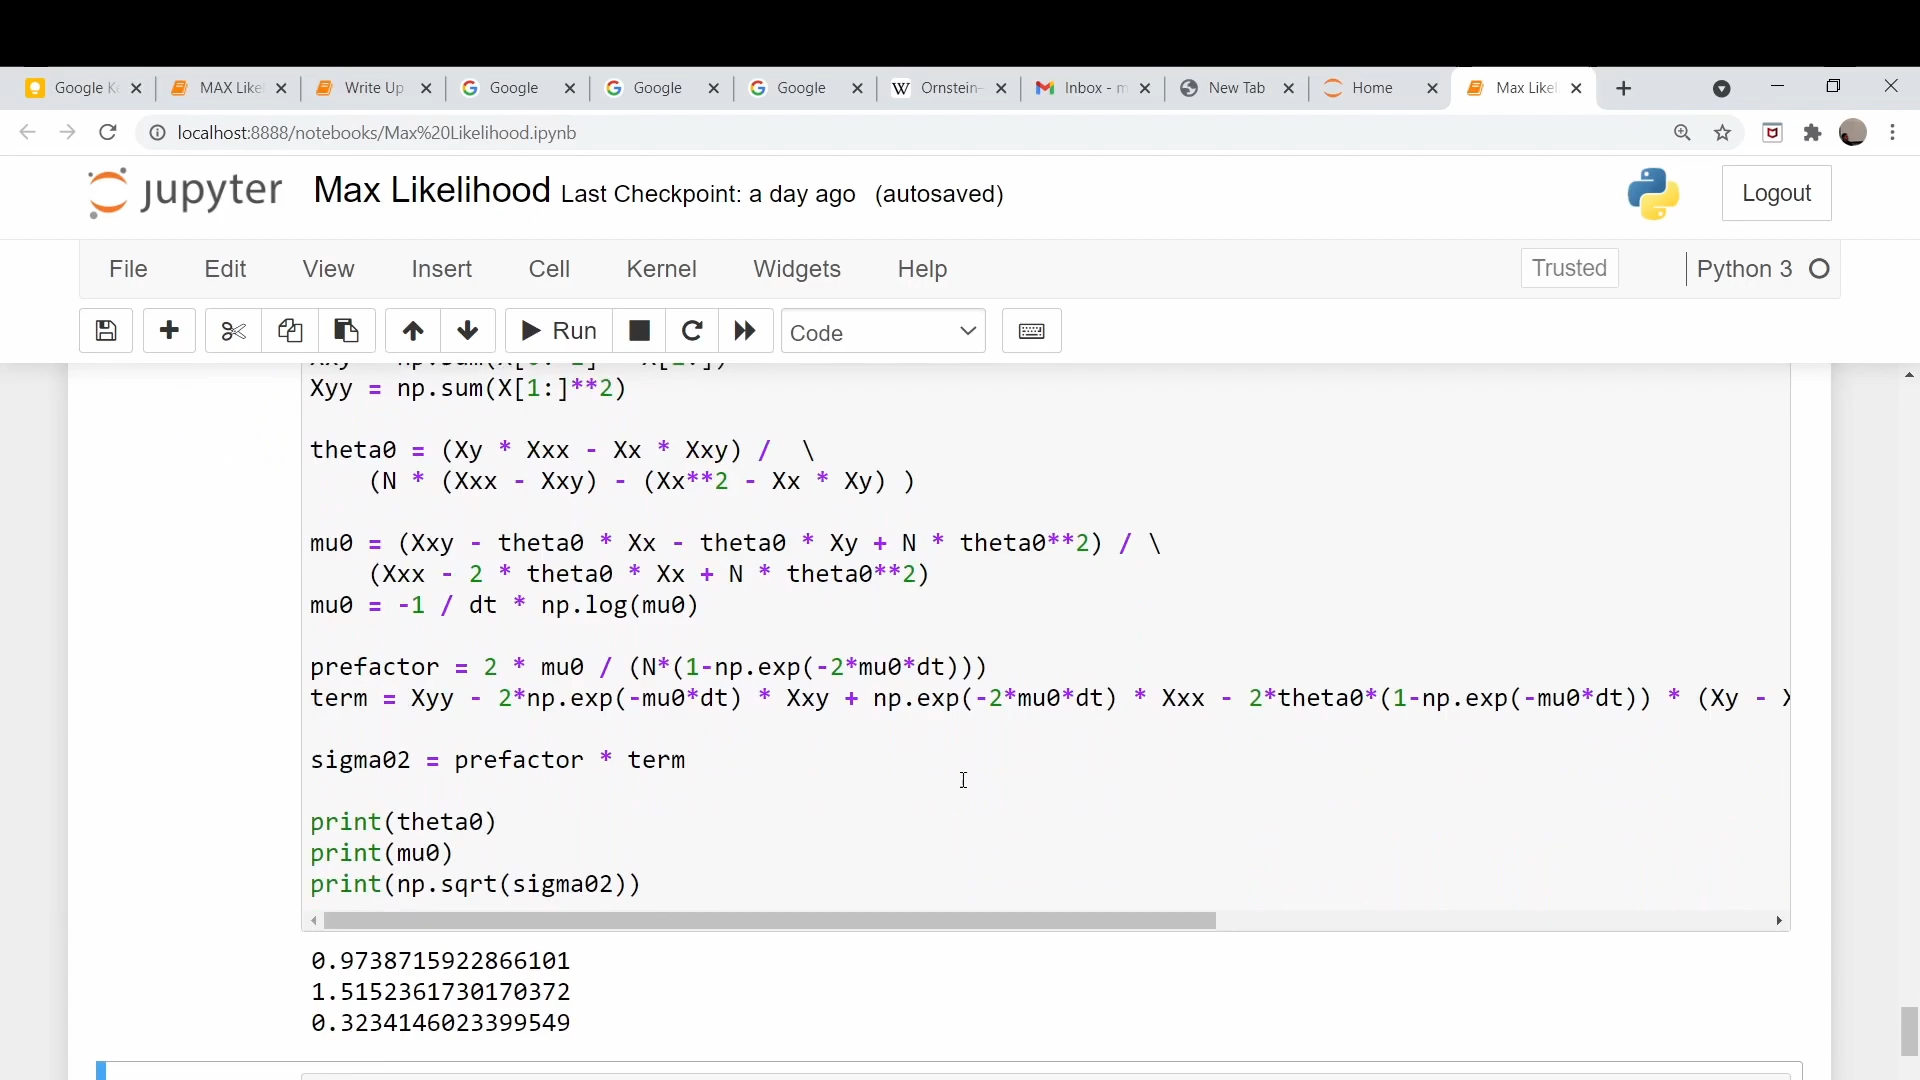 Google K
MAX Like
Write Up
Google
Google
Google
Ornstein-
Inbox - m
New Tab
Home
Max Likel
localhost:8888/notebooks/Max%20Likelihood.ipynb
jupyter Max Likelihood Last Checkpoint: a day ago (autosaved)
Logout
File Edit View Insert Cell Kernel Widgets Help Trusted Python 3
Run Code
Xyy = np.sum(X[1:]**2)
theta0 = (Xy * Xxx - Xx * Xxy) / \
(N * (Xxx - Xxy) - (Xx**2 - Xx * Xy) )
mu0 = (Xxy - theta0 * Xx - theta0 * Xy + N * theta0**2) / \
(Xxx - 2 * theta0 * Xx + N * theta0**2)
mu0 = -1 / dt * np.log(mu0)
prefactor = 2 * mu0 / (N*(1-np.exp(-2*mu0*dt)))
term = Xyy - 2*np.exp(-mu0*dt) * Xxy + np.exp(-2*mu0*dt) * Xxx - 2*theta0*(1-np.exp(-mu0*dt)) * (Xy - X
sigma02 = prefactor * term
print(theta0)
print(mu0)
print(np.sqrt(sigma02))
0.9738715922866101
1.5152361730170372
0.3234146023399549